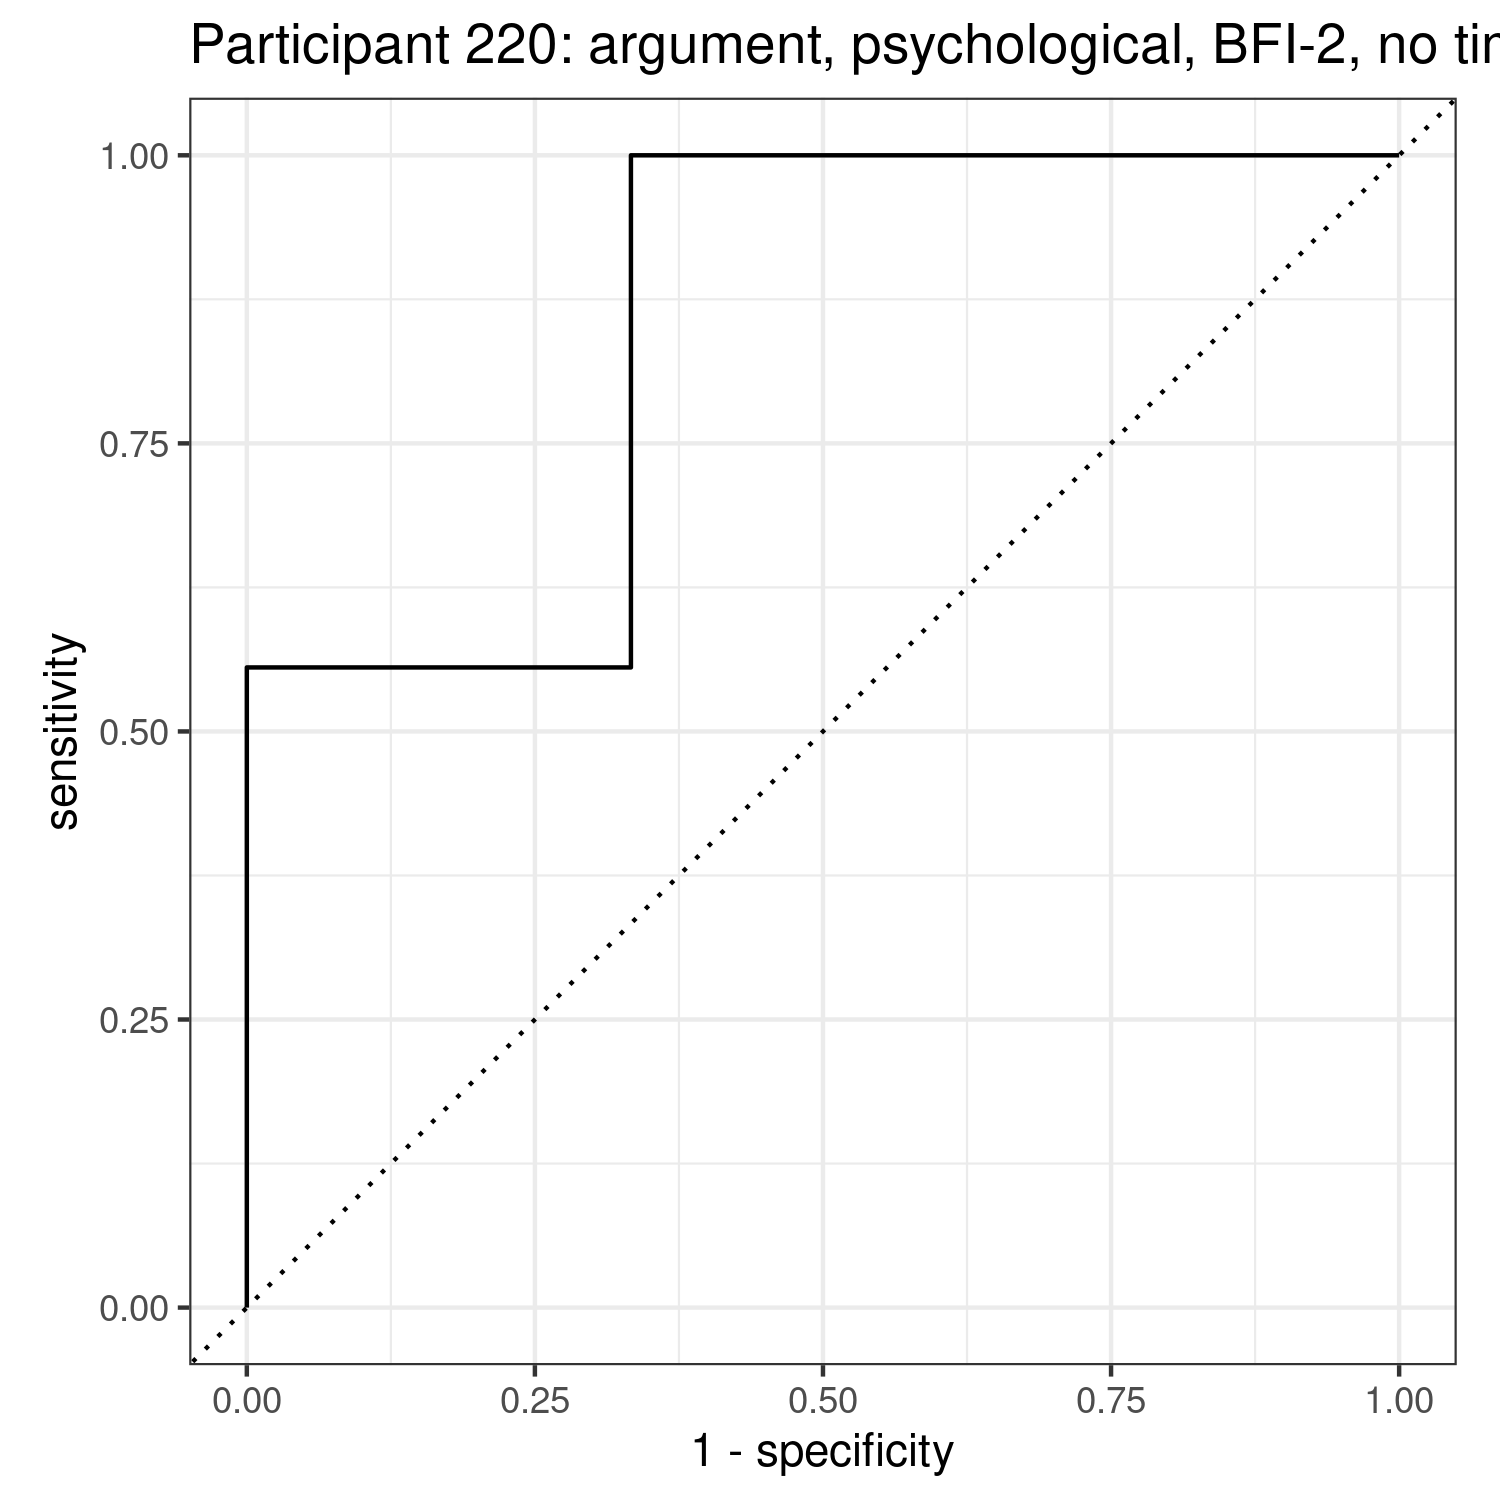 Participant 220: argument, psychological, BFI-2, no
1.00
0.75
0.50
0.25
0.00
sensitivity
0.00 0.25 0.50 0.75 1.00
1 - specificity